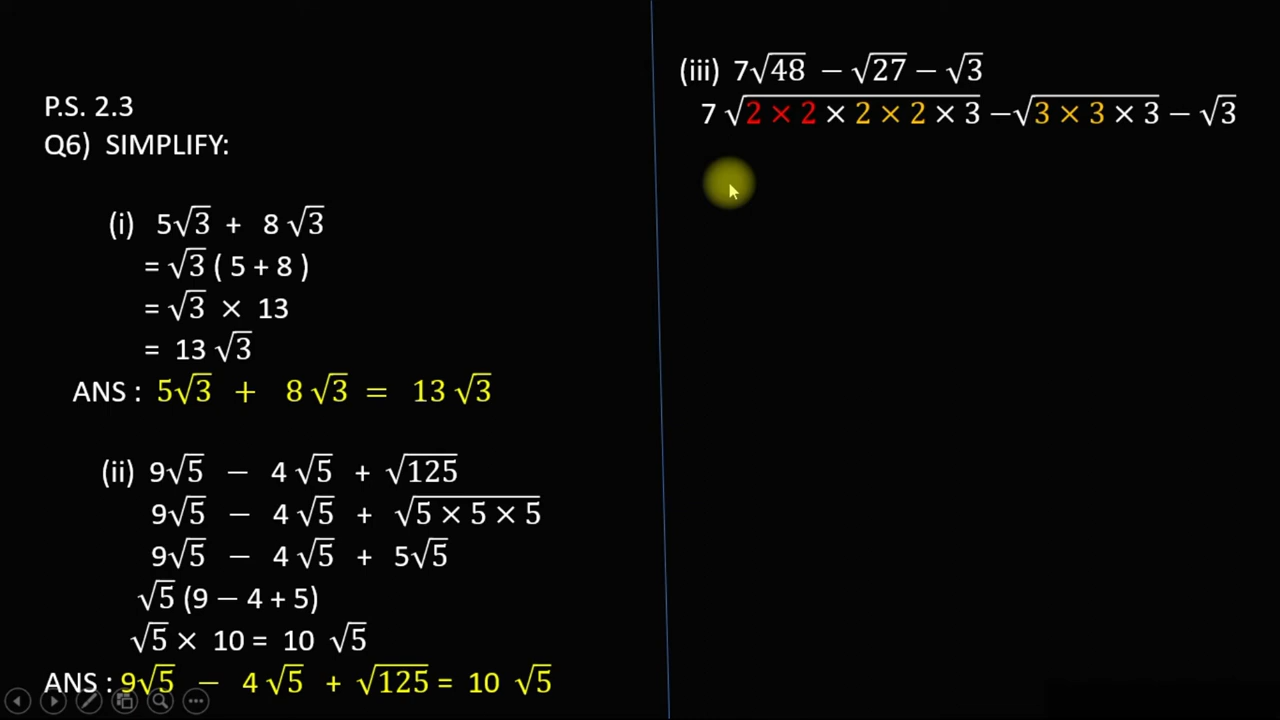 P.S. 2.3
Q6) SIMPLIFY:
(i) 5√3 + 8 √3
= √3 ( 5 + 8 )
= √3 × 13
= 13 √3
ANS : 5√3 + 8 √3 = 13 √3
(ii) 9√5 − 4 √5 + √125
9√5 − 4 √5 + √5 × 5 × 5
9√5 − 4 √5 + 5√5
√5 (9 − 4 + 5)
√5 × 10 = 10 √5
ANS : 9√5 − 4 √5 + √125 = 10 √5
(iii) 7√48 − √27 − √3
7 √2 × 2 × 2 × 2 × 3 −√3 × 3 × 3 − √3